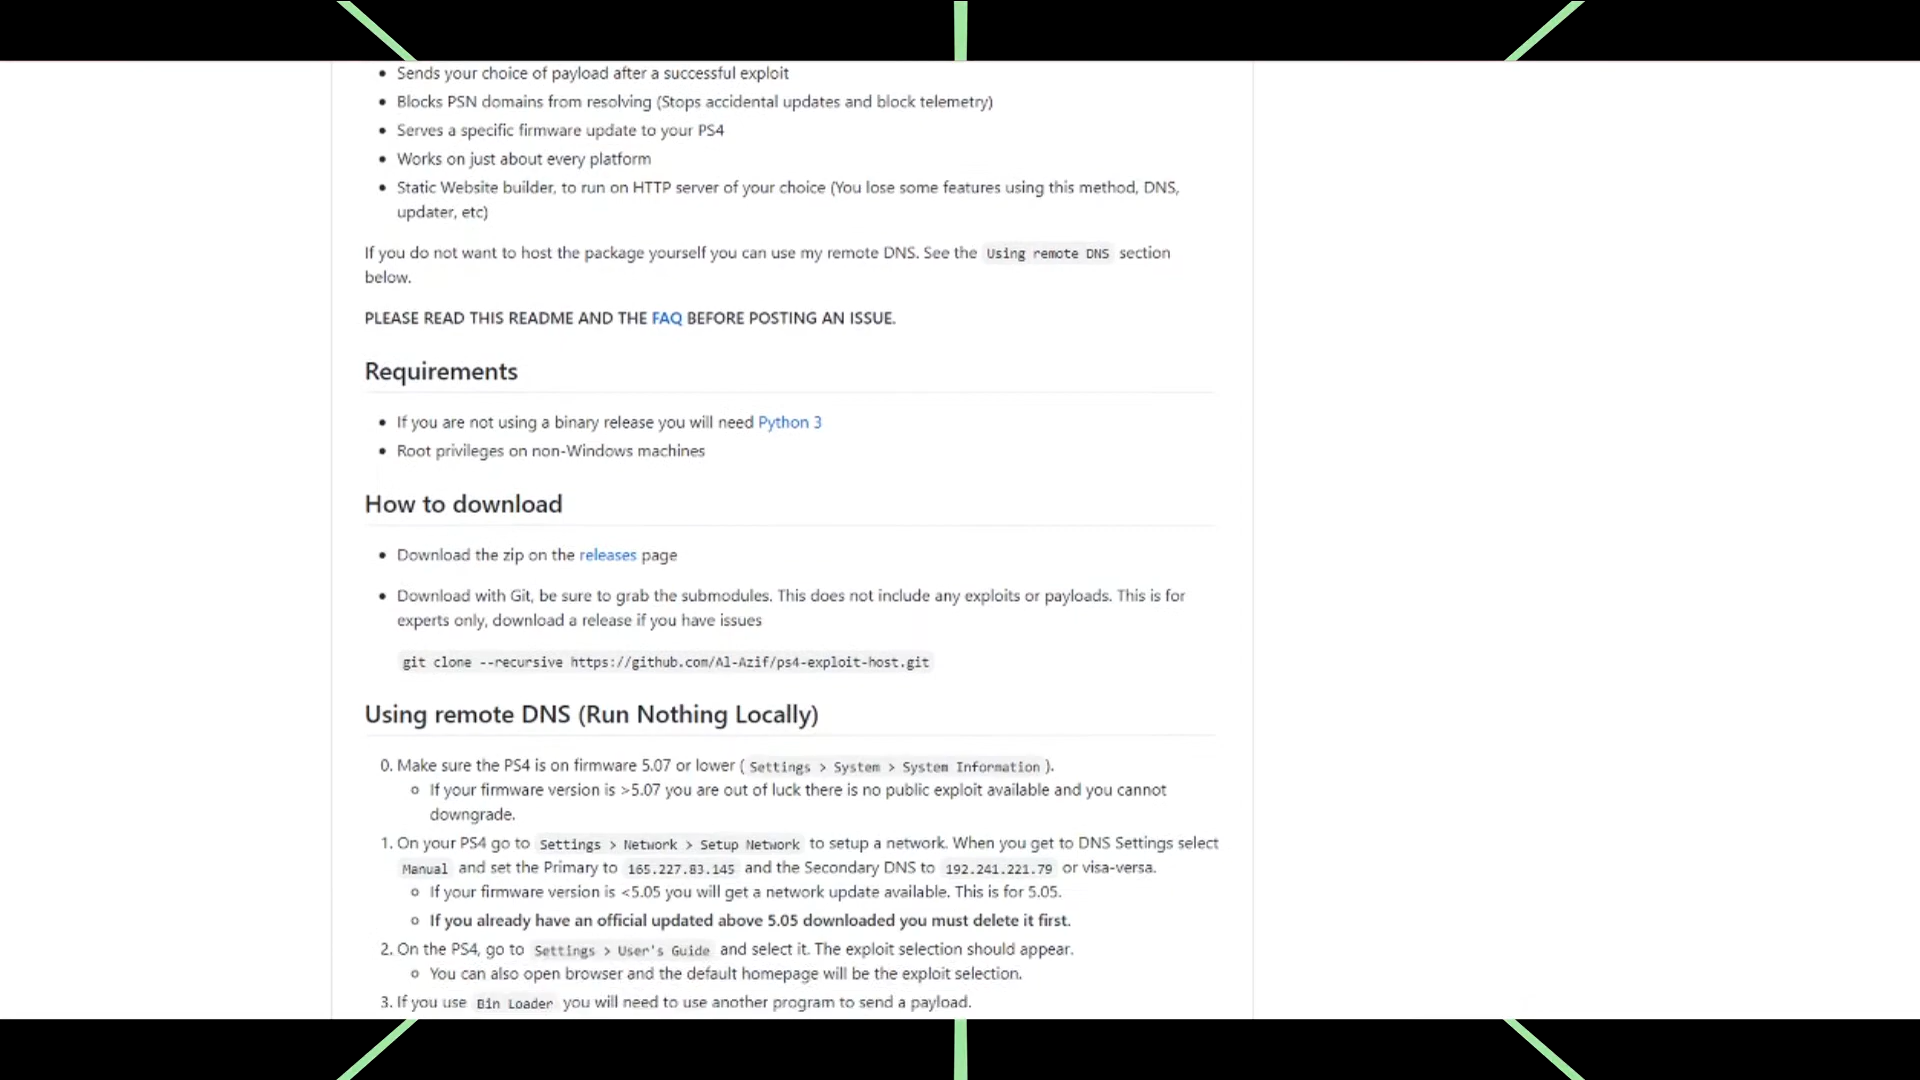 Sends your choice of payload after a successful exploit
Blocks PSN domains from resolving (Stops accidental updates and block telemetry)
Serves a specific firmware update to your PS4
Works on just about every platform
Static Website builder, to run on HTTP server of your choice (You lose some features using this method, DNS,
updater, etc)
If you do not want to host the package yourself you can use my remote DNS. See the Using remote DNS section
below.
PLEASE READ THIS README AND THE FAQ BEFORE POSTING AN ISSUE.
Requirements
If you are not using a binary release you will need Python 3
Root privileges on non-Windows machines
How to download
Download the zip on the releases page
Download with Git, be sure to grab the submodules. This does not include any exploits or payloads. This is for
experts only, download a release if you have issues
git clone --recursive https://github.com/Al-Azif/ps4-exploit-host.git
Using remote DNS (Run Nothing Locally)
0. Make sure the PS4 is on firmware 5.07 or lower ( Settings > System > System Information ).
If your firmware version is >5.07 you are out of luck there is no public exploit available and you cannot
downgrade.
1. On your PS4 go to Settings > Network > Setup Network to setup a network. When you get to DNS Settings select
Manual and set the Primary to 165.227.83.145 and the Secondary DNS to 192.241.221.79 or visa-versa.
If your firmware version is <5.05 you will get a network update available. This is for 5.05.
If you already have an official updated above 5.05 downloaded you must delete it first.
2. On the PS4, go to Settings > User's Guide and select it. The exploit selection should appear.
You can also open browser and the default homepage will be the exploit selection.
3. If you use Bin Loader you will need to use another program to send a payload.